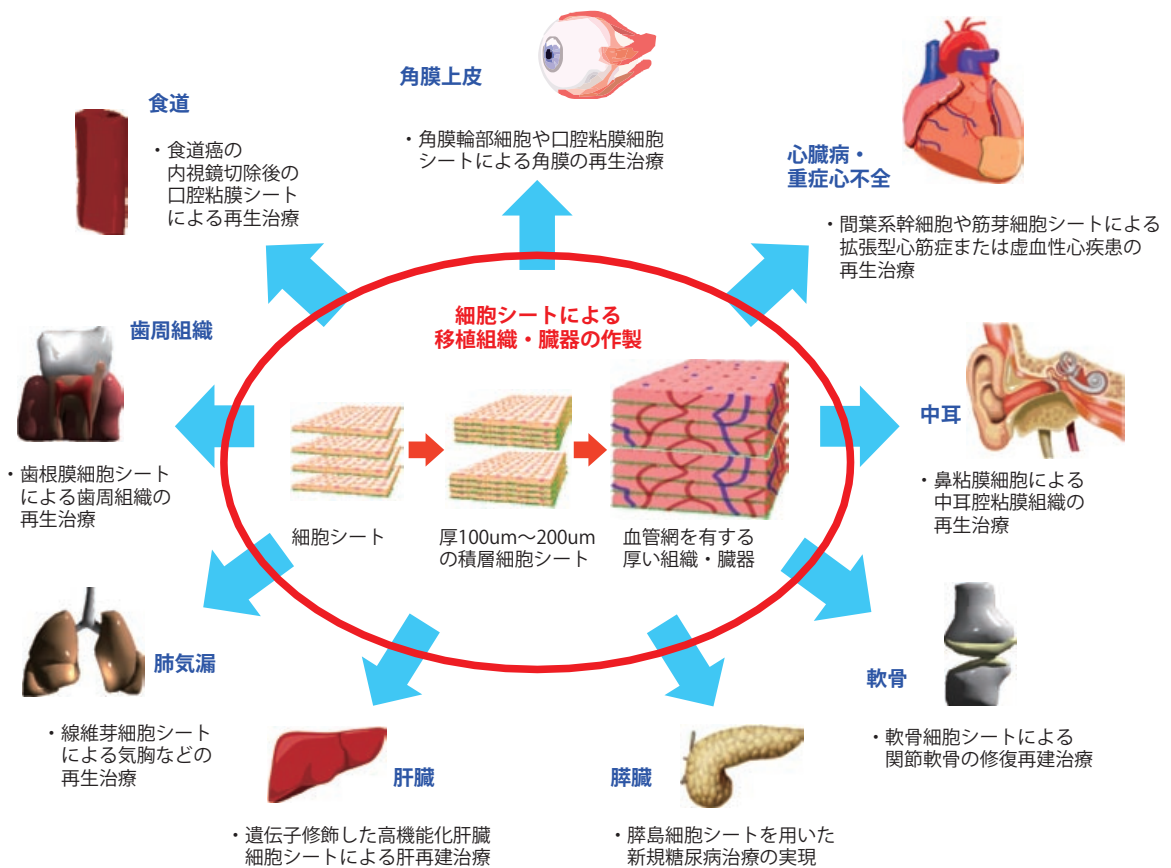 角膜上皮
・角膜輪部細胞や口腔粘膜細胞
シートによる角膜の再生治療
食道
・食道癌の
内視鏡切除後の
口腔粘膜シート
による再生治療
心臓病・
重症心不全
・間葉系幹細胞や筋芽細胞シートによる
拡張型心筋症または虚血性心疾患の
再生治療
細胞シートによる
移植組織・臓器の作製
歯周組織
・歯根膜細胞シート
による歯周組織の
再生治療
中耳
・鼻粘膜細胞による
中耳腔粘膜組織の
再生治療
細胞シート
厚100um～200um
の積層細胞シート
血管網を有する
厚い組織・臓器
肺気漏
・線維芽細胞シート
による気胸などの
再生治療
軟骨
・軟骨細胞シートによる
関節軟骨の修復再建治療
肝臓
・遺伝子修飾した高機能化肝臓
細胞シートによる肝再建治療
膵臓
・膵島細胞シートを用いた
新規糖尿病治療の実現